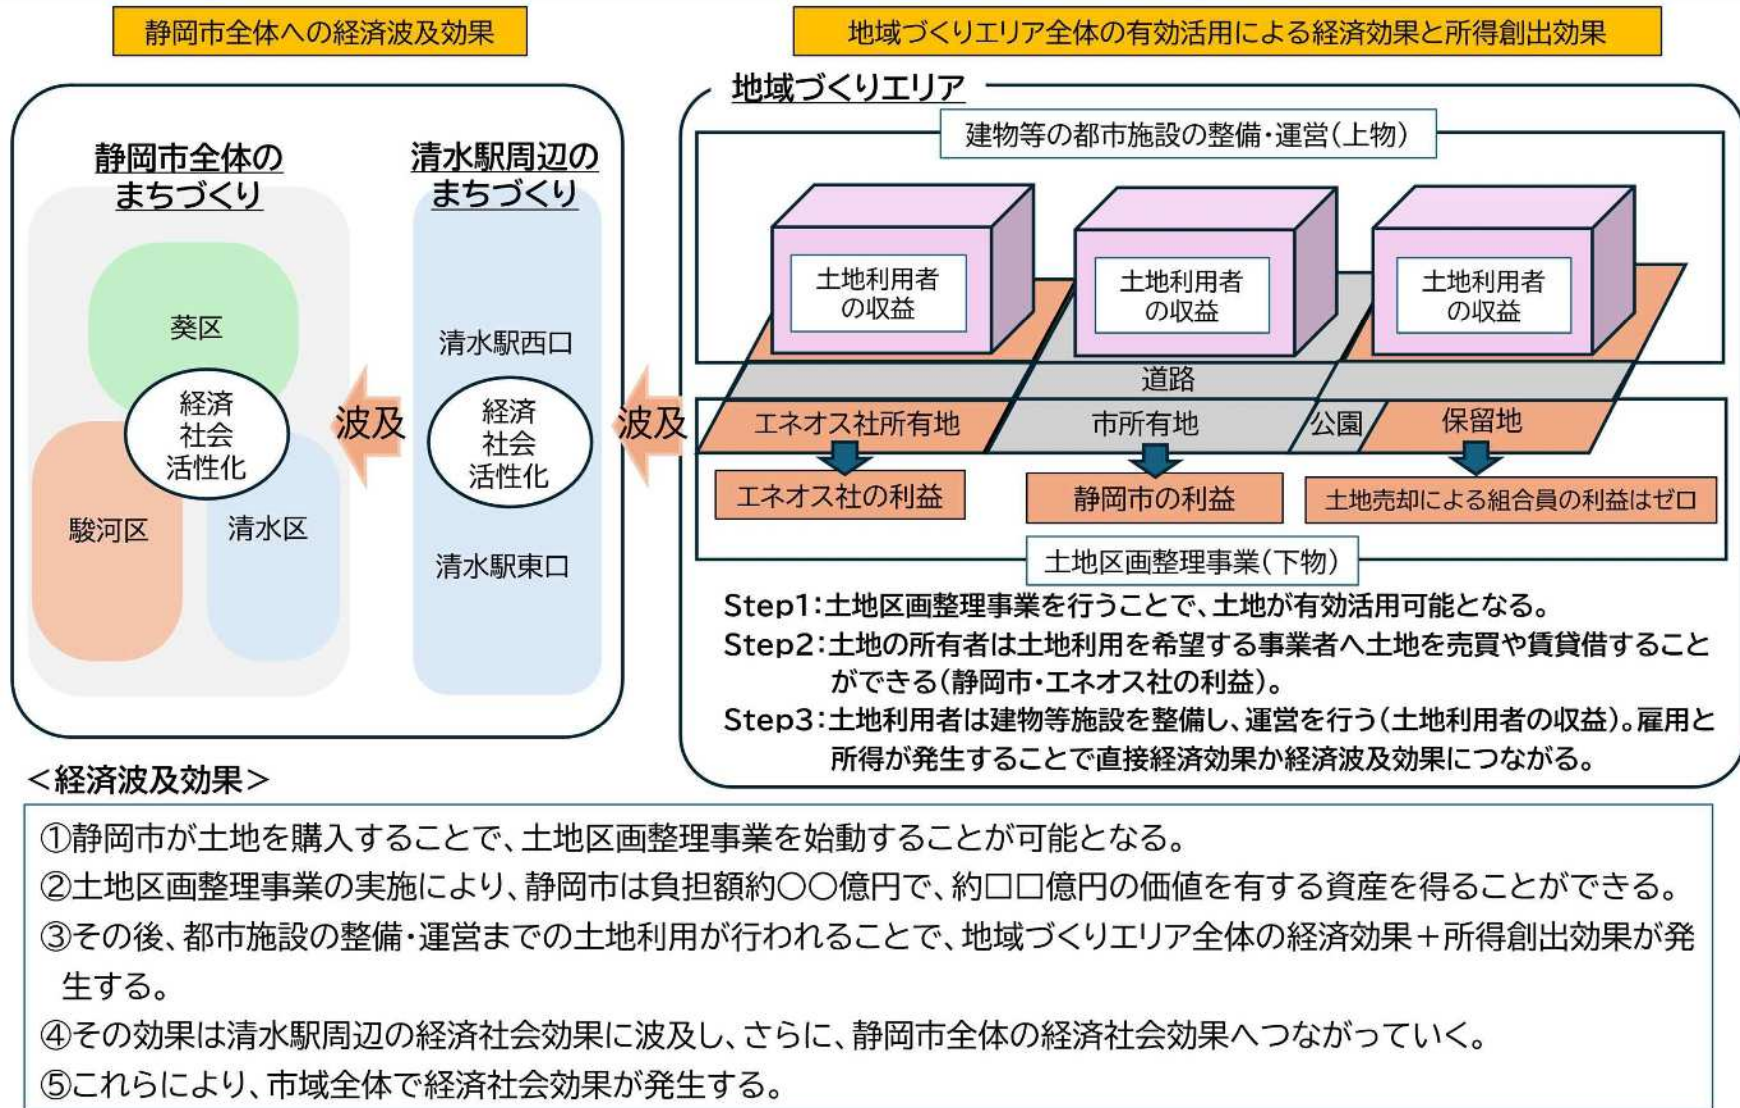 静岡市全体への経済波及効果
地域づくりエリア全体の有効活用による経済効果と所得創出効果
静岡市全体の
まちづくり
葵区
経済
社会
活性化
駿河区
清水区
波及
清水駅周辺の
まちづくり
清水駅西口
経済
社会
活性化
清水駅東口
波及
地域づくりエリア
建物等の都市施設の整備・運営(上物)
土地利用者
の収益
土地利用者
の収益
土地利用者
の収益
道路
エネオス社所有地
市所有地
公園
保留地
エネオス社の利益
静岡市の利益
土地売却による組合員の利益はゼロ
土地区画整理事業(下物)
Step1:土地区画整理事業を行うことで、土地が有効活用可能となる。
Step2:土地の所有者は土地利用を希望する事業者へ土地を売買や賃貸借すること
ができる(静岡市・エネオス社の利益)。
Step3:土地利用者は建物等施設を整備し、運営を行う(土地利用者の収益)。雇用と
所得が発生することで直接経済効果か経済波及効果につながる。
<経済波及効果>
①静岡市が土地を購入することで、土地区画整理事業を始動することが可能となる。
②土地区画整理事業の実施により、静岡市は負担額約〇〇億円で、約□□億円の価値を有する資産を得ることができる。
③その後、都市施設の整備・運営までの土地利用が行われることで、地域づくりエリア全体の経済効果+所得創出効果が発
生する。
④その効果は清水駅周辺の経済社会効果に波及し、さらに、静岡市全体の経済社会効果へつながっていく。
⑤これらにより、市域全体で経済社会効果が発生する。